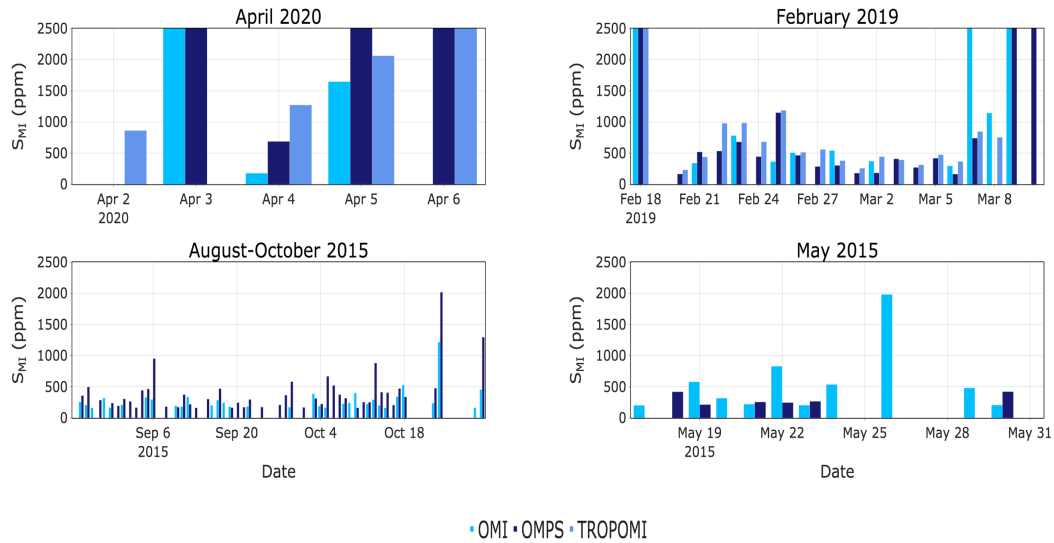 April 2020
S_MI (ppm)
2500
2000
1500
1000
500
0
Apr 2
2020
Apr 3
Apr 4
Apr 5
Apr 6
February 2019
S_MI (ppm)
2500
2000
1500
1000
500
0
Feb 18
2019
Feb 21
Feb 24
Feb 27
Mar 2
Mar 5
Mar 8
August-October 2015
S_MI (ppm)
2500
2000
1500
1000
500
0
Sep 6
2015
Sep 20
Oct 4
Oct 18
Date
May 2015
S_MI (ppm)
2500
2000
1500
1000
500
0
May 19
2015
May 22
May 25
May 28
May 31
Date
OMI OMPS TROPOMI